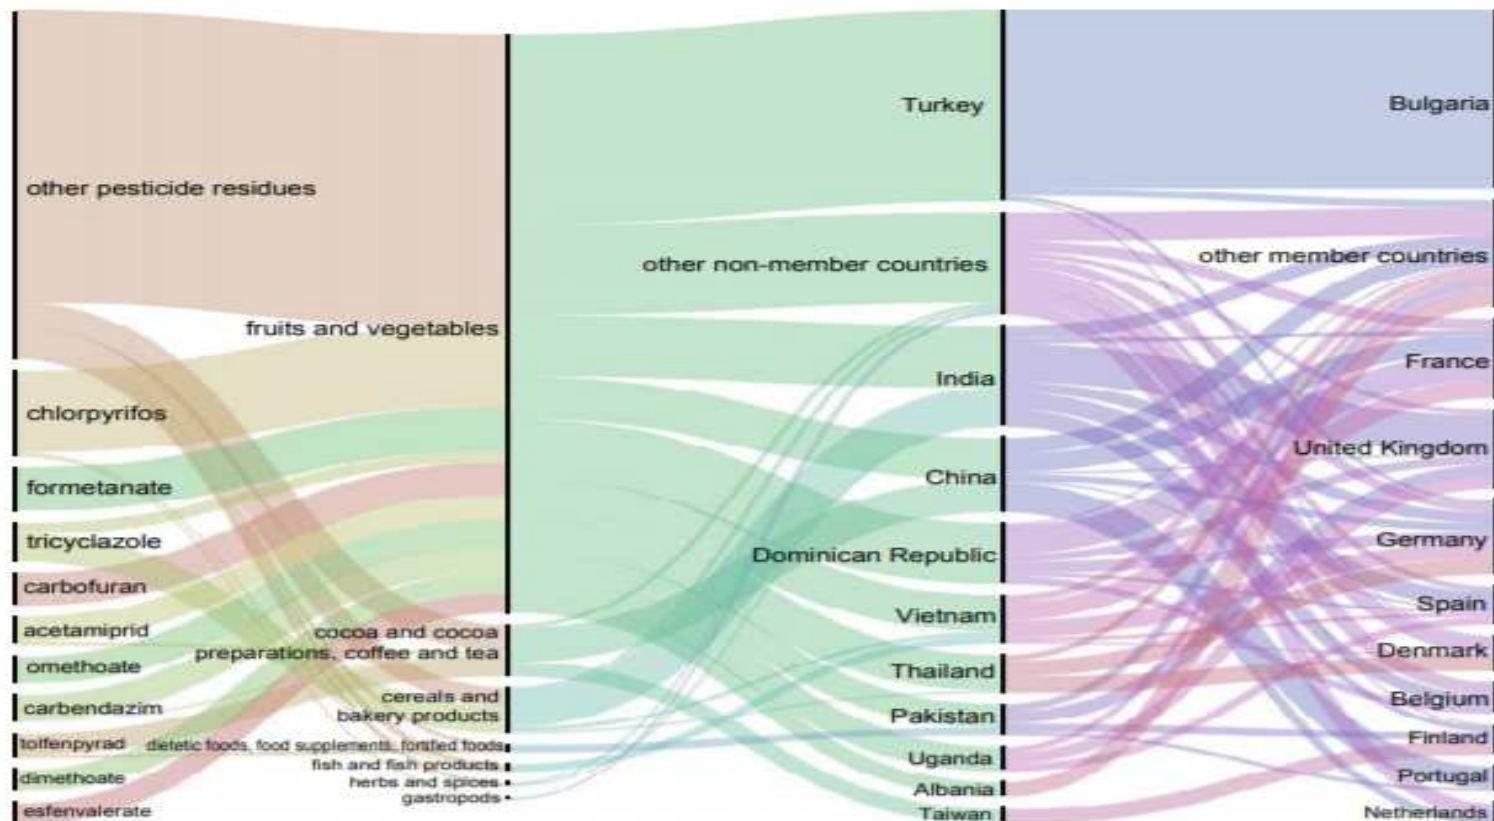 other pesticide residues
chlorpyrifos
formetanate
tricyclazole
carbofuran
acetamiprid
omethoate
carbendazim
tolfenpyrad
dimethoate
esfenvalerate
fruits and vegetables
cocoa and cocoa
preparations, coffee and tea
cereals and
bakery products
dietetic foods, food supplements, fortified foods
fish and fish products
herbs and spices
gastropods
Turkey
other non-member countries
India
China
Dominican Republic
Vietnam
Thailand
Pakistan
Uganda
Albania
Taiwan
Bulgaria
other member countries
France
United Kingdom
Germany
Spain
Denmark
Belgium
Finland
Portugal
Netherlands